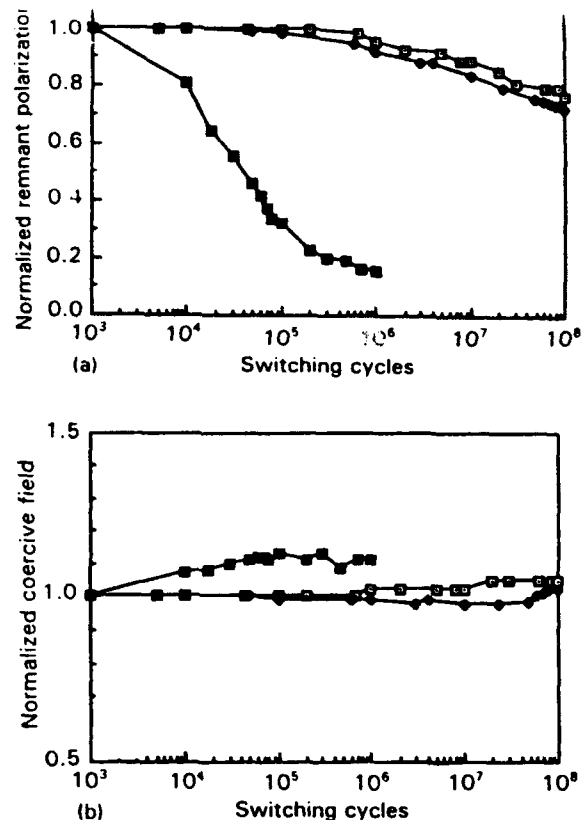 Normalized remnant polarization
1.0
0.8
0.6
0.4
0.2
0.0
10³ 10⁴ 10⁵ 10⁶ 10⁷ 10⁸
(a) Switching cycles
Normalized coercive field
1.5
1.0
0.5
10³ 10⁴ 10⁵ 10⁶ 10⁷ 10⁸
(b) Switching cycles